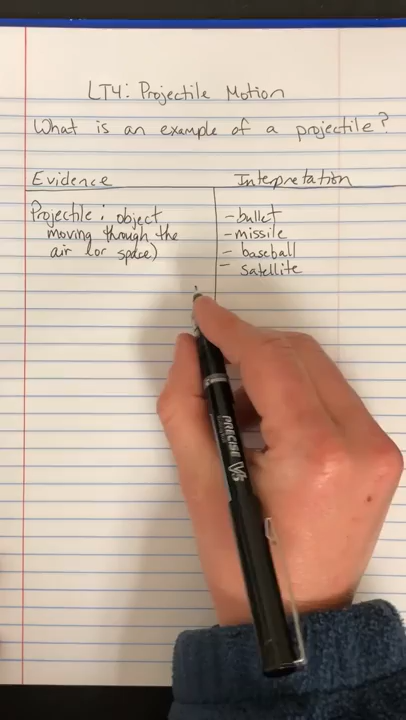 LT4: Projectile Motion
What is an example of a projectile?
Evidence
Interpretation
Projectile: object
moving through the
air (or space)
-bullet
-missile
- baseball
- satellite
PRECISE V5